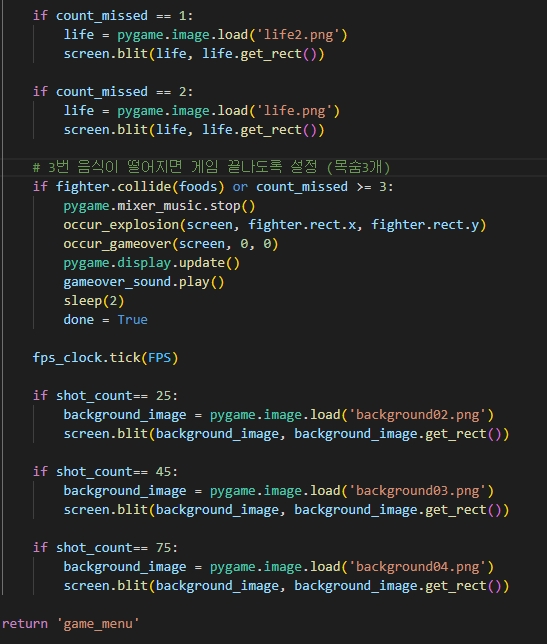 if count_missed == 1:
    life = pygame.image.load('life2.png')
    screen.blit(life, life.get_rect())

if count_missed == 2:
    life = pygame.image.load('life.png')
    screen.blit(life, life.get_rect())

# 3번 음식이 떨어지면 게임 끝나도록 설정 (목숨3개)
if fighter.collide(foods) or count_missed >= 3:
    pygame.mixer_music.stop()
    occur_explosion(screen, fighter.rect.x, fighter.rect.y)
    occur_gameover(screen, 0, 0)
    pygame.display.update()
    gameover_sound.play()
    sleep(2)
    done = True

fps_clock.tick(FPS)

if shot_count== 25:
    background_image = pygame.image.load('background02.png')
    screen.blit(background_image, background_image.get_rect())

if shot_count== 45:
    background_image = pygame.image.load('background03.png')
    screen.blit(background_image, background_image.get_rect())

if shot_count== 75:
    background_image = pygame.image.load('background04.png')
    screen.blit(background_image, background_image.get_rect())

return 'game_menu'